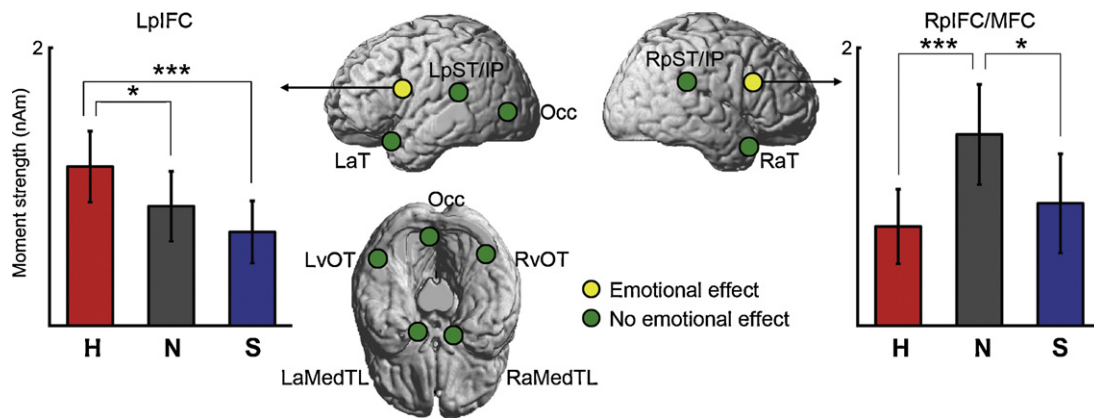 LpIFC
RpIFC/MFC
2
***
*
Moment strength (nAm)
H N S
LpST/IP
Occ
LaT
RpST/IP
RaT
2
***
*
H N S
Occ
LvOT
RvOT
LaMedTL
RaMedTL
Emotional effect
No emotional effect